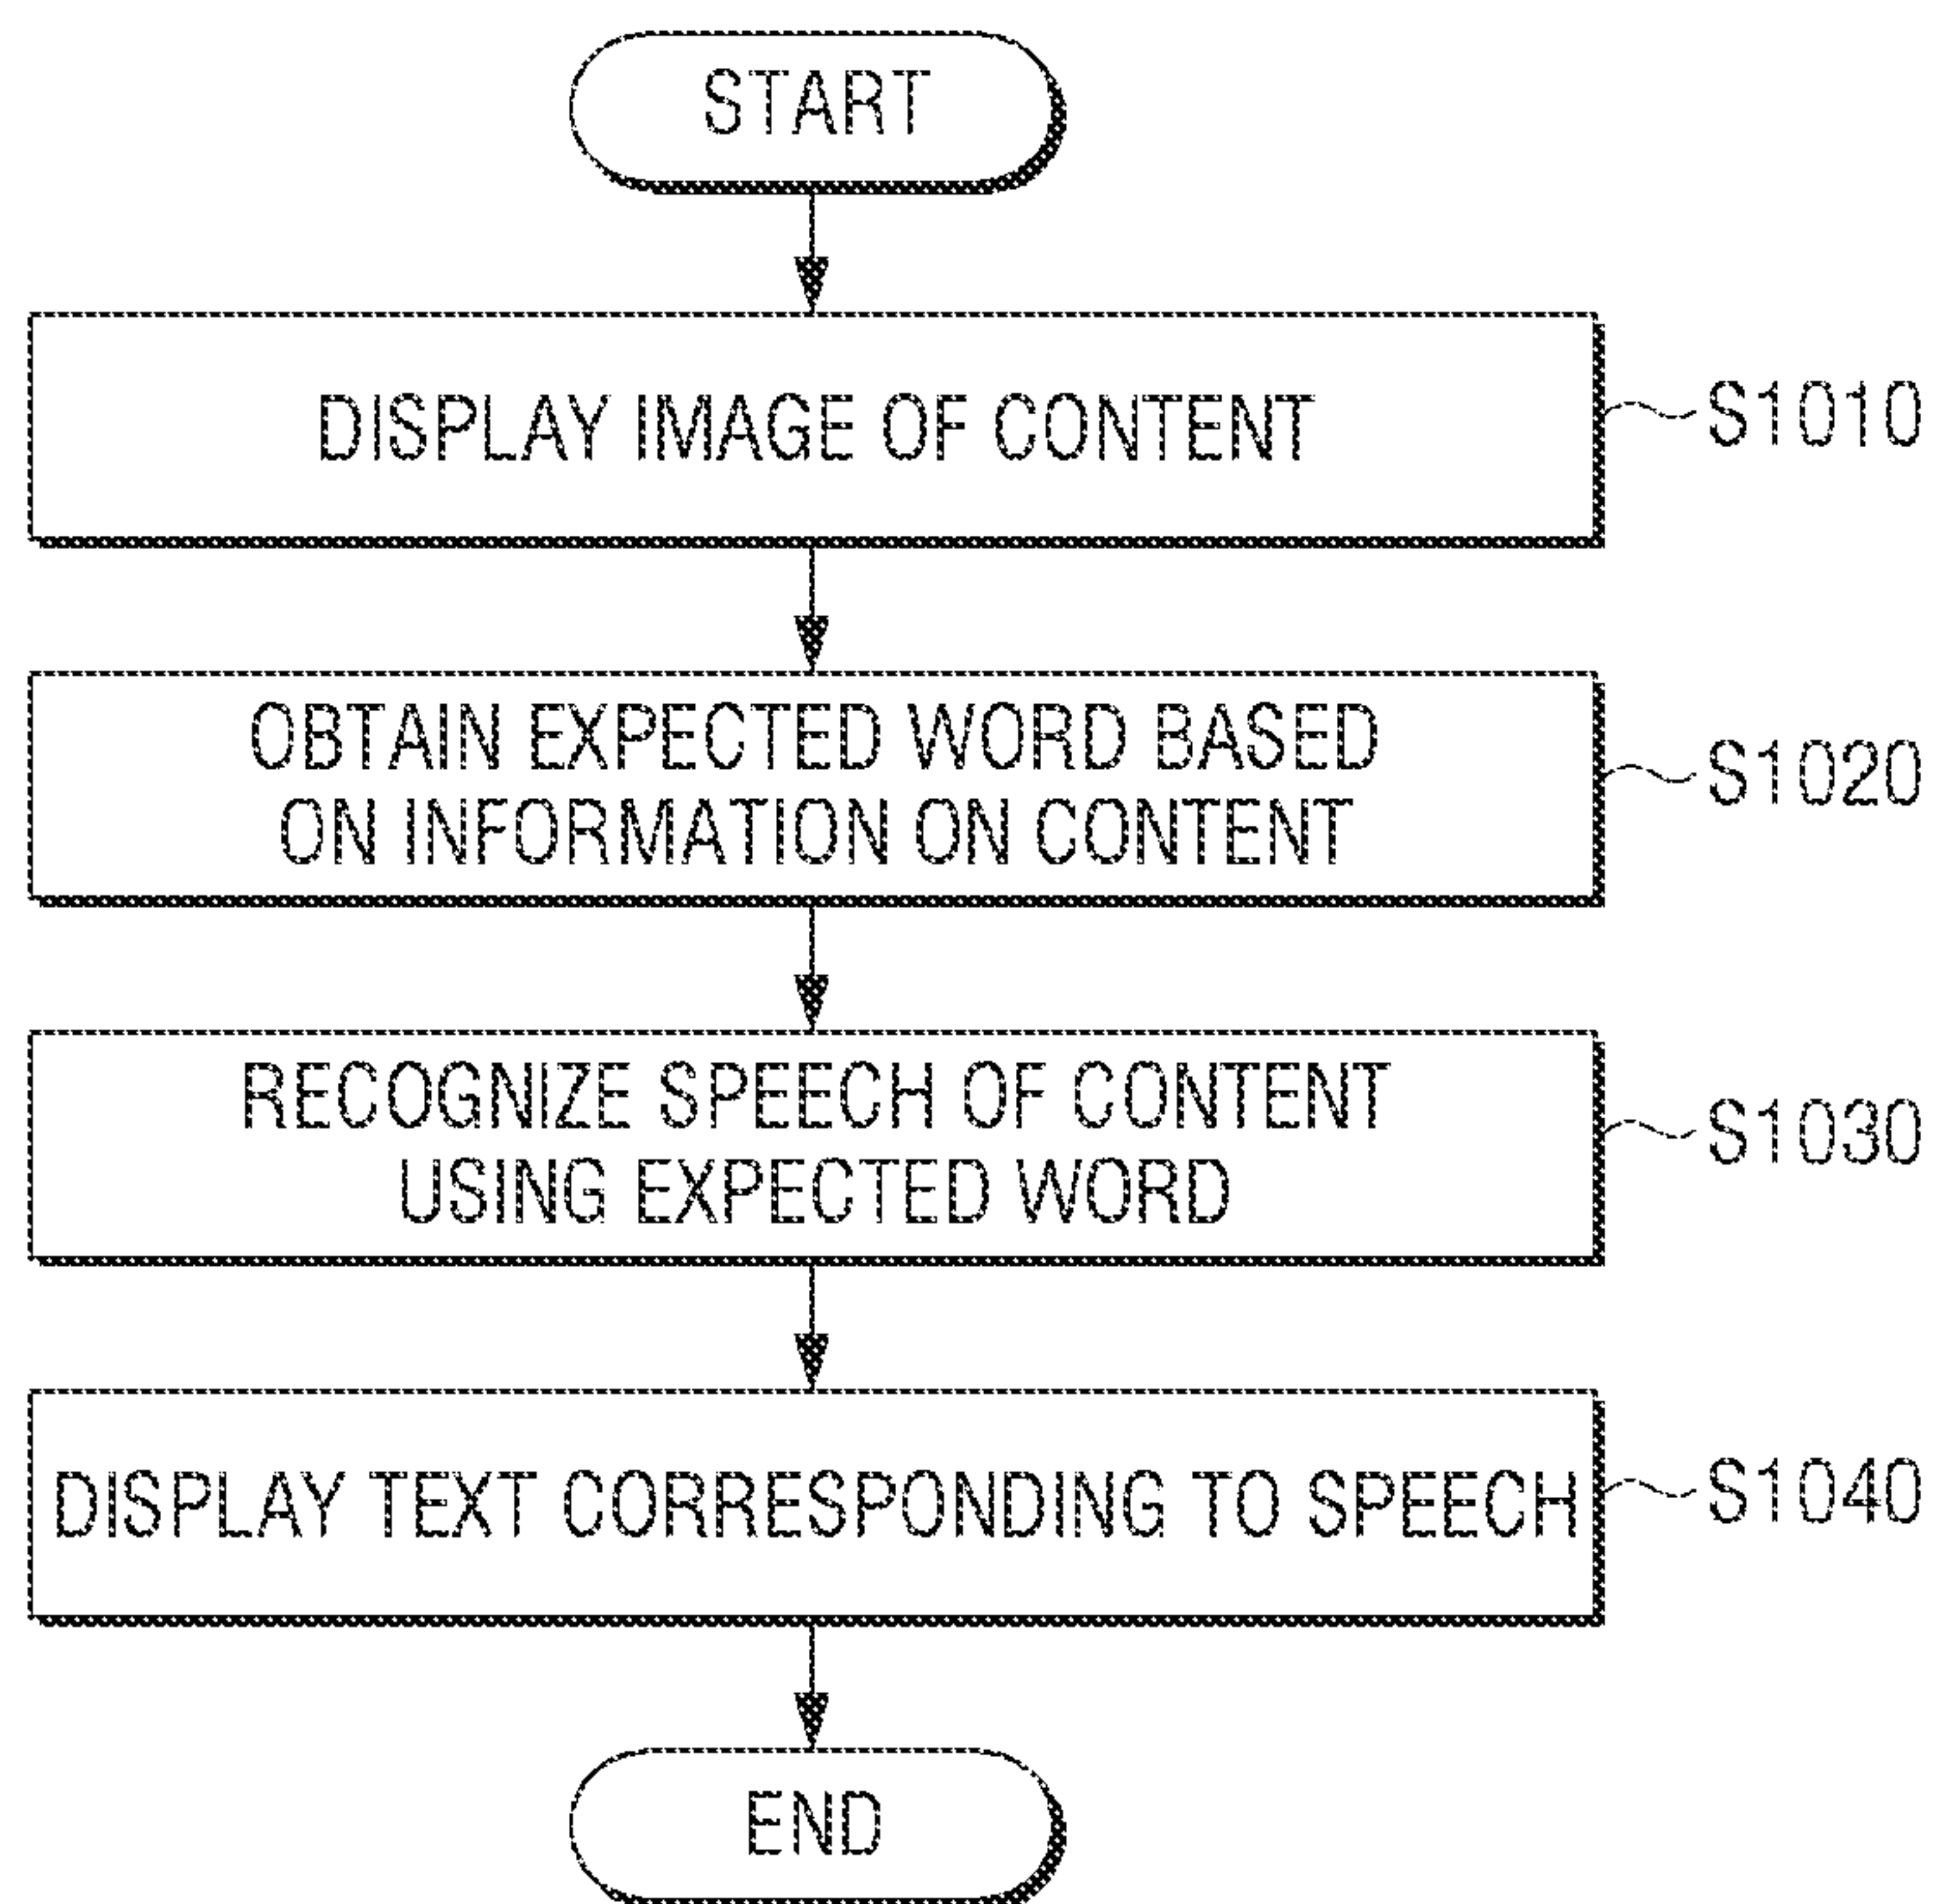 START
DISPLAY IMAGE OF CONTENT
S1010
OBTAIN EXPECTED WORD BASED
ON INFORMATION ON CONTENT
S1020
RECOGNIZE SPEECH OF CONTENT
USING EXPECTED WORD
S1030
DISPLAY TEXT CORRESPONDING TO SPEECH
S1040
END